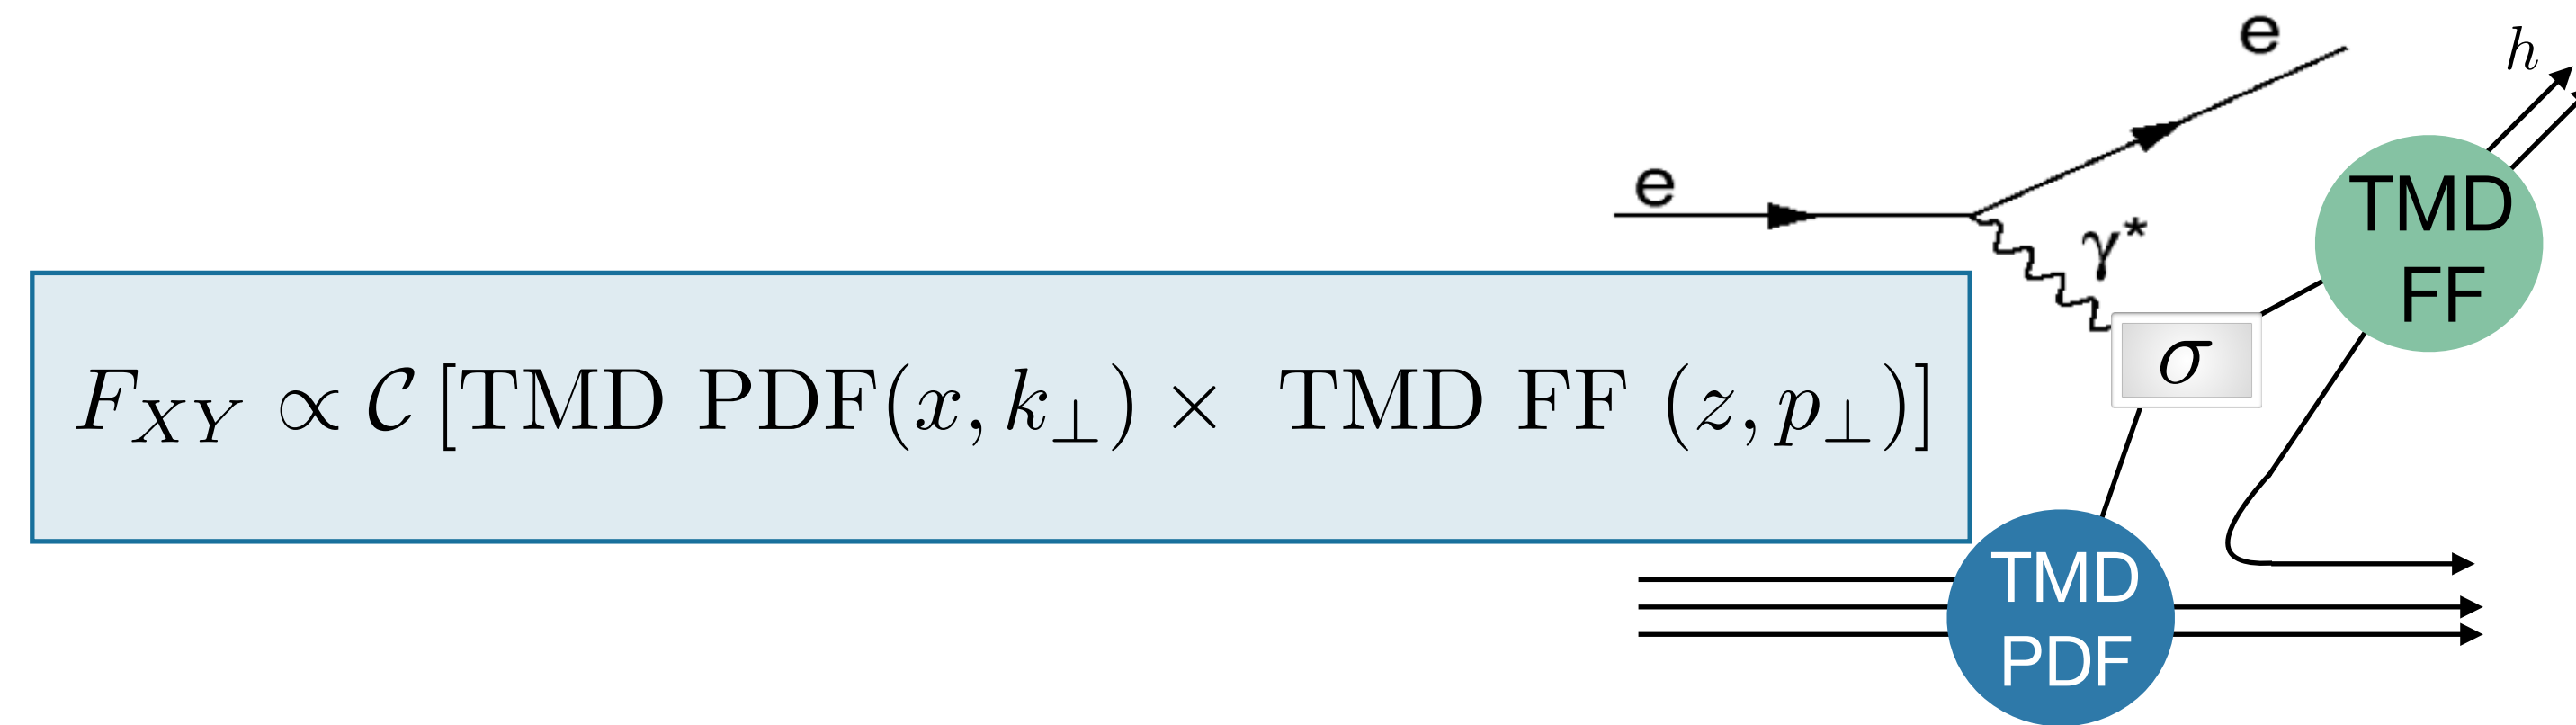 e
h
e
TMD
FF
γ*
σ
F_{XY} ∝ 𝒞 [TMD PDF(x, k_⊥) × TMD FF (z, p_⊥)]
TMD
PDF